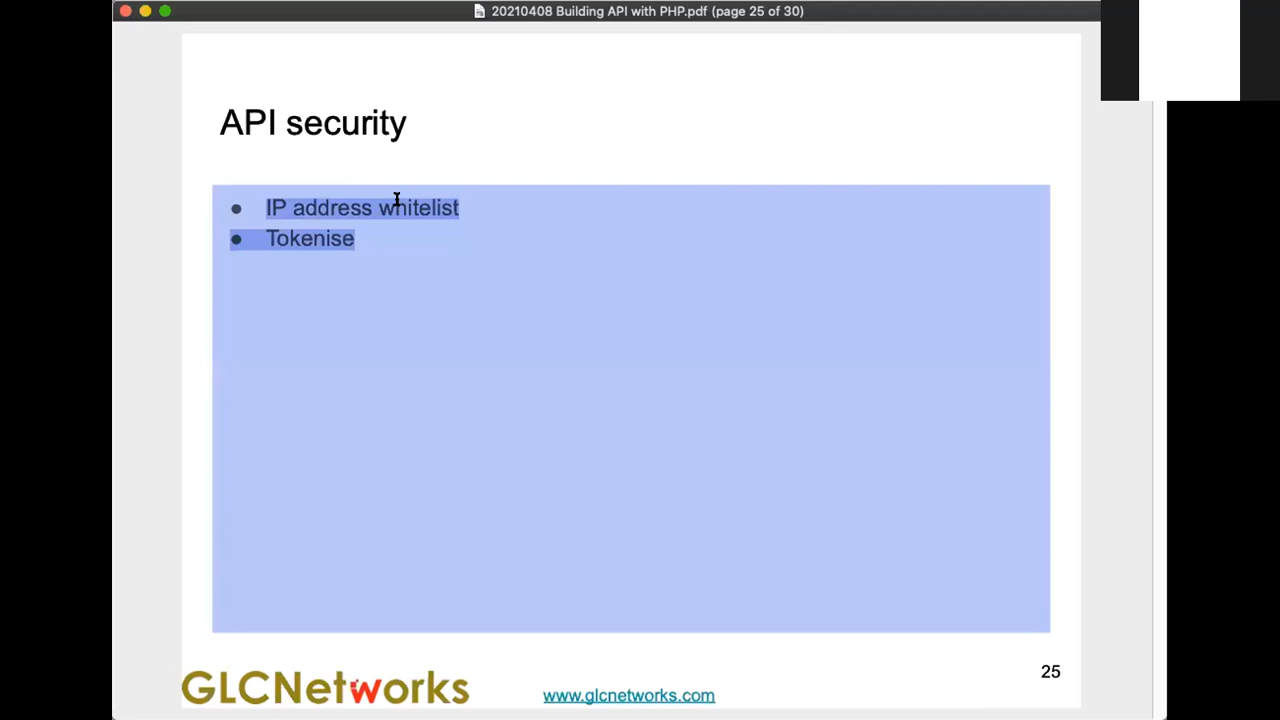 20210408 Building API with PHP.pdf (page 25 of 30)
API security
● IP address whitelist
● Tokenise
GLCNetworks
www.glcnetworks.com
25